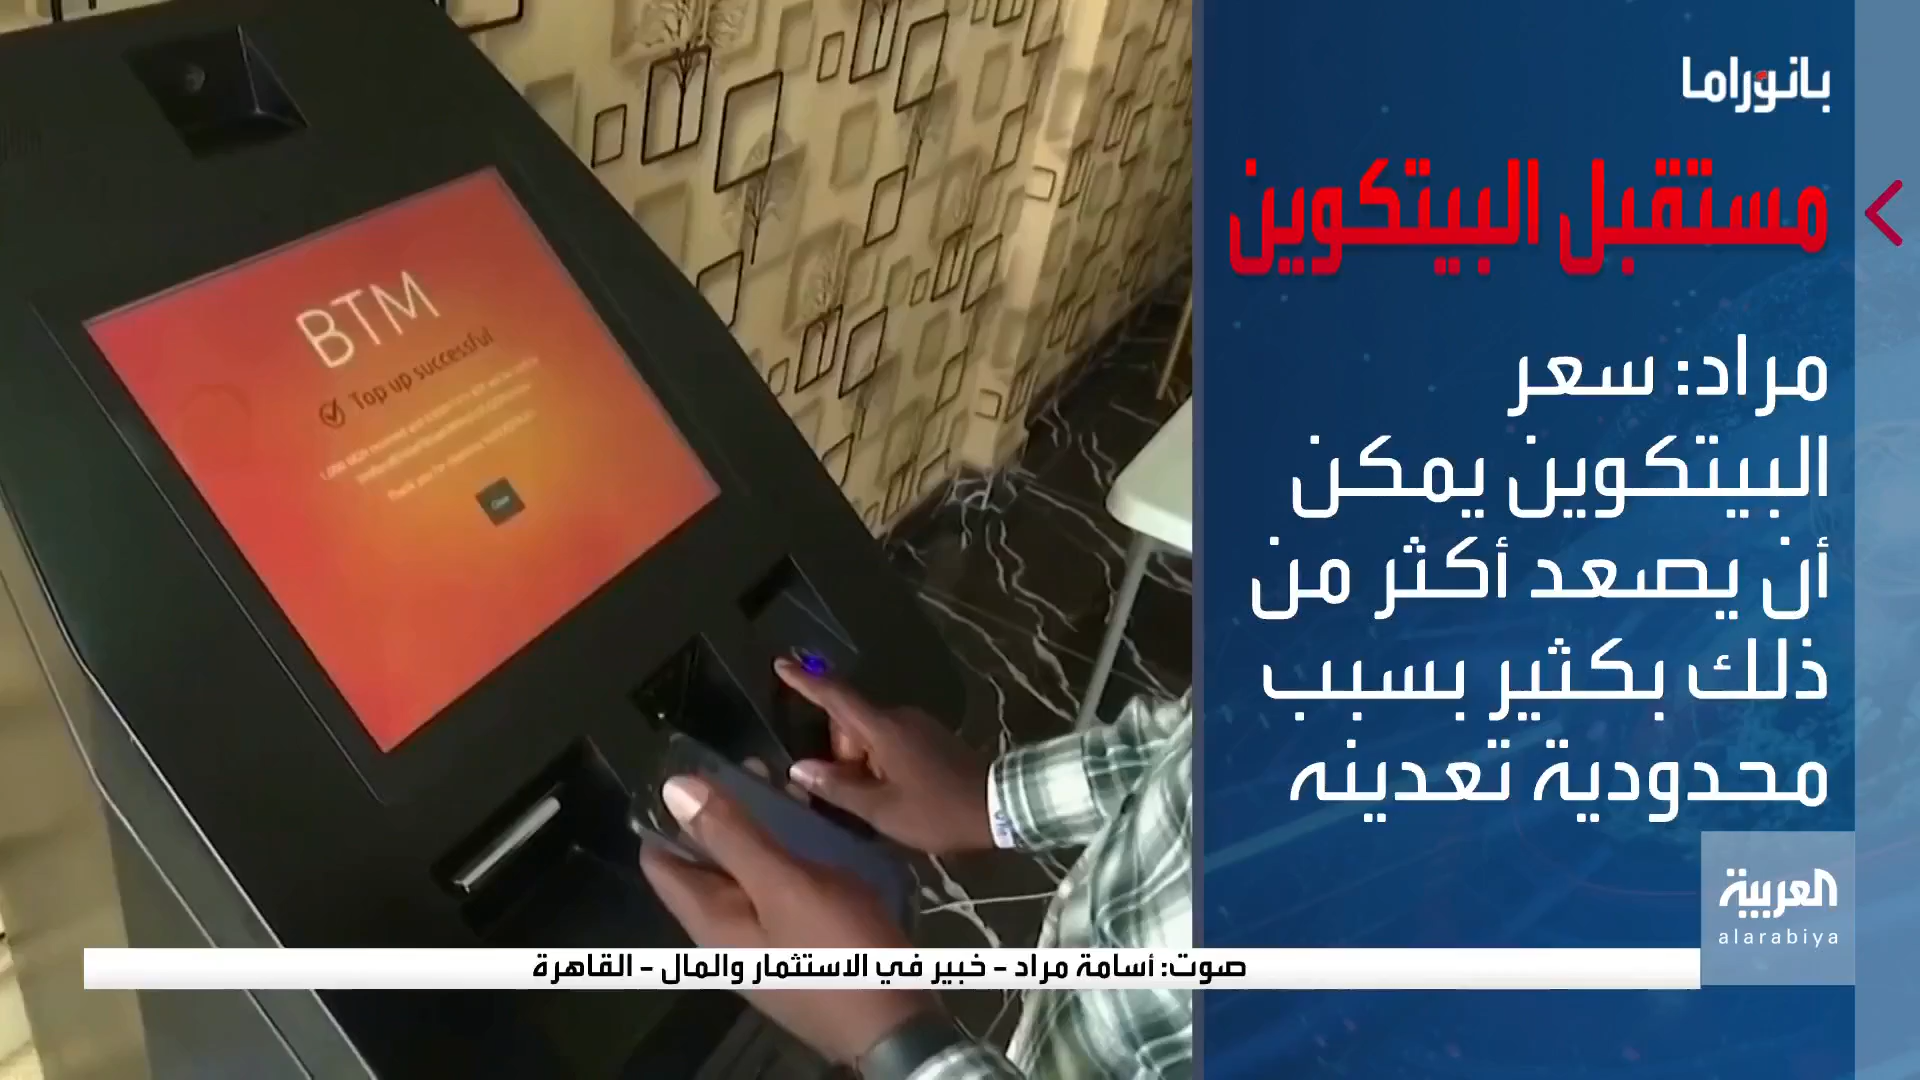 بانوراما
مستقبل البيتكوين
مراد: سعر
البيتكوين يمكن
أن يصعد أكثر من
ذلك بكثير بسبب
محدودية تعدينه
BTM
Top up successful
Close
العربية
alarabiya
صوت: أسامة مراد - خبير في الاستثمار والمال - القاهرة